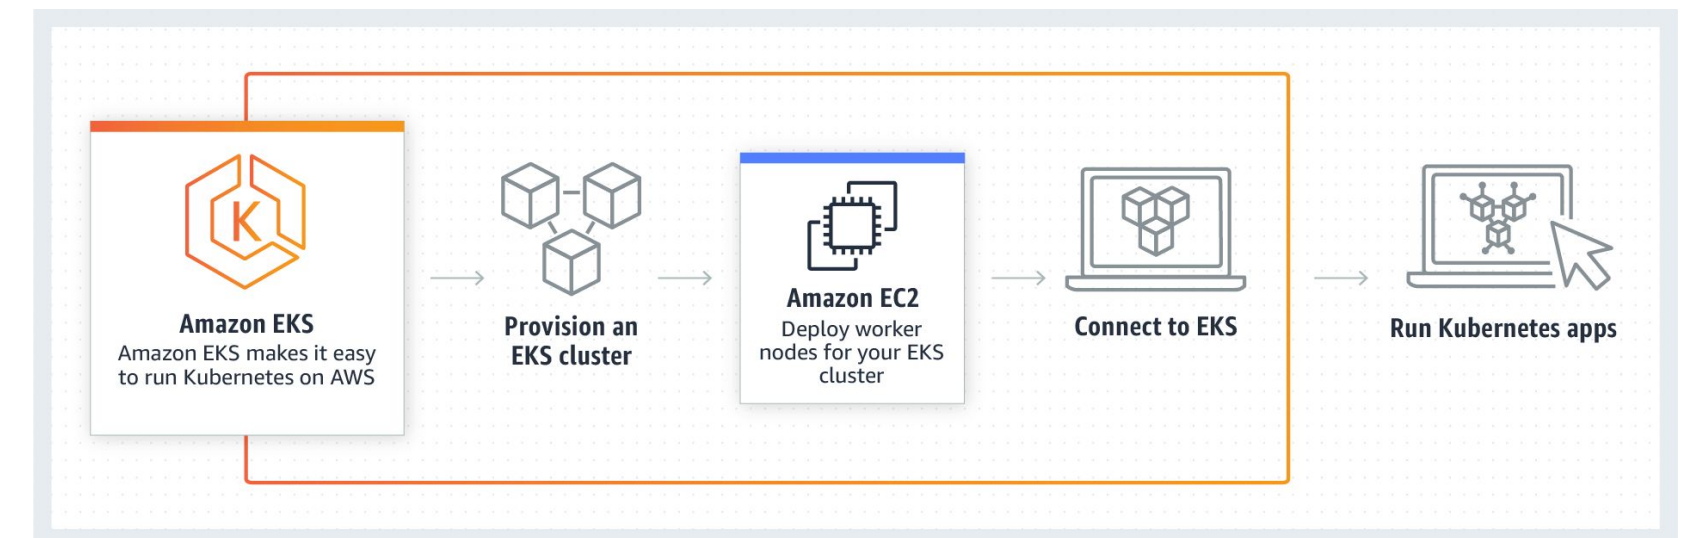 K
Amazon EKS
Amazon EKS makes it easy
to run Kubernetes on AWS
Provision an
EKS cluster
Amazon EC2
Deploy worker
nodes for your EKS
cluster
Connect to EKS
Run Kubernetes apps